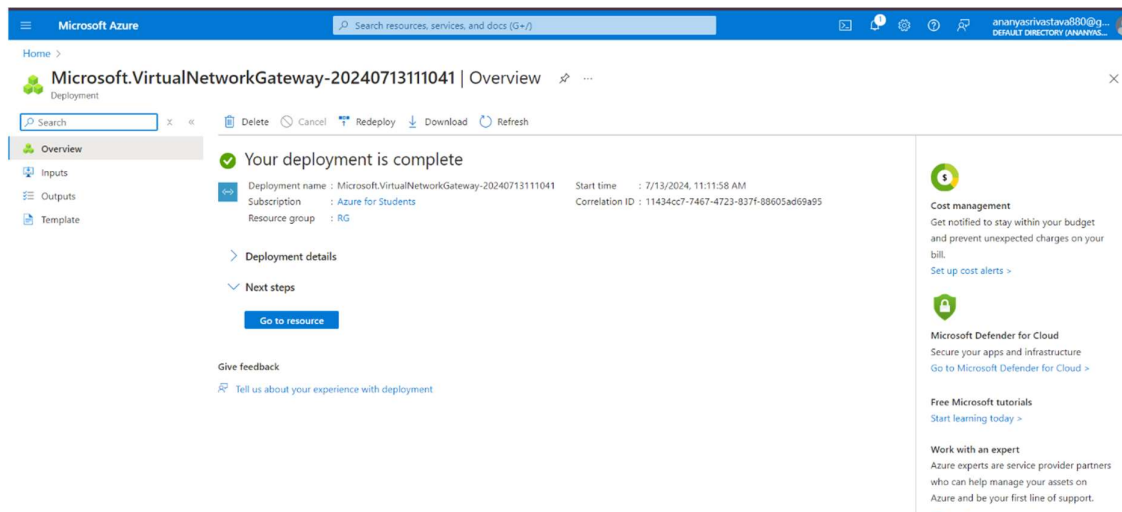 Microsoft Azure
Search resources, services, and docs (G+/)
1
ananyasrivastava880@g...
DEFAULT DIRECTORY (ANANYAS...
Home >
Microsoft.VirtualNetworkGateway-20240713111041 | Overview
Deployment
Search
Delete Cancel Redeploy Download Refresh
Overview
Inputs
Outputs
Template
Your deployment is complete
Deployment name : Microsoft.VirtualNetworkGateway-20240713111041
Subscription : Azure for Students
Resource group : RG
Start time : 7/13/2024, 11:11:58 AM
Correlation ID : 11434cc7-7467-4723-837f-88605ad69a95
Deployment details
Next steps
Go to resource
Give feedback
Tell us about your experience with deployment
Cost management
Get notified to stay within your budget
and prevent unexpected charges on your
bill.
Set up cost alerts >
Microsoft Defender for Cloud
Secure your apps and infrastructure
Go to Microsoft Defender for Cloud >
Free Microsoft tutorials
Start learning today >
Work with an expert
Azure experts are service provider partners
who can help manage your assets on
Azure and be your first line of support.